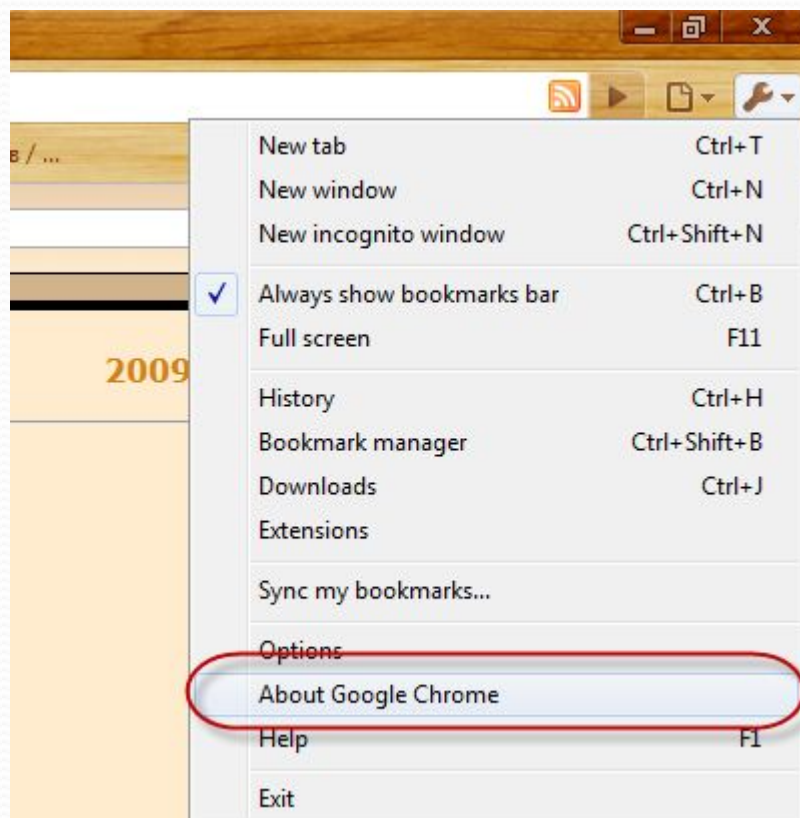 в / ...
2009
New tab Ctrl+T
New window Ctrl+N
New incognito window Ctrl+Shift+N
Always show bookmarks bar Ctrl+B
Full screen F11
History Ctrl+H
Bookmark manager Ctrl+Shift+B
Downloads Ctrl+J
Extensions
Sync my bookmarks...
Options
About Google Chrome
Help F1
Exit